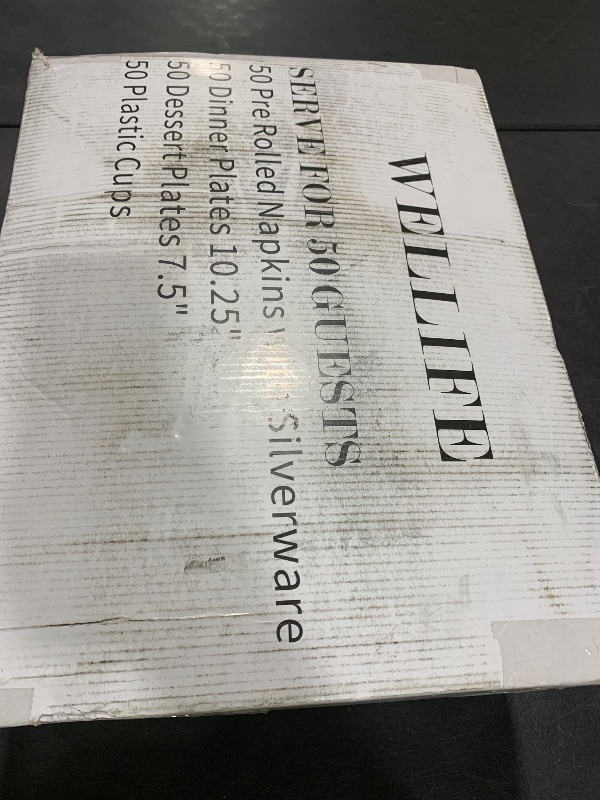 WELLIFE
SERVE FOR 50 GUESTS
50 Pre Rolled Napkins with Silverware
50 Dinner Plates 10.25"
50 Dessert Plates 7.5"
50 Plastic Cups